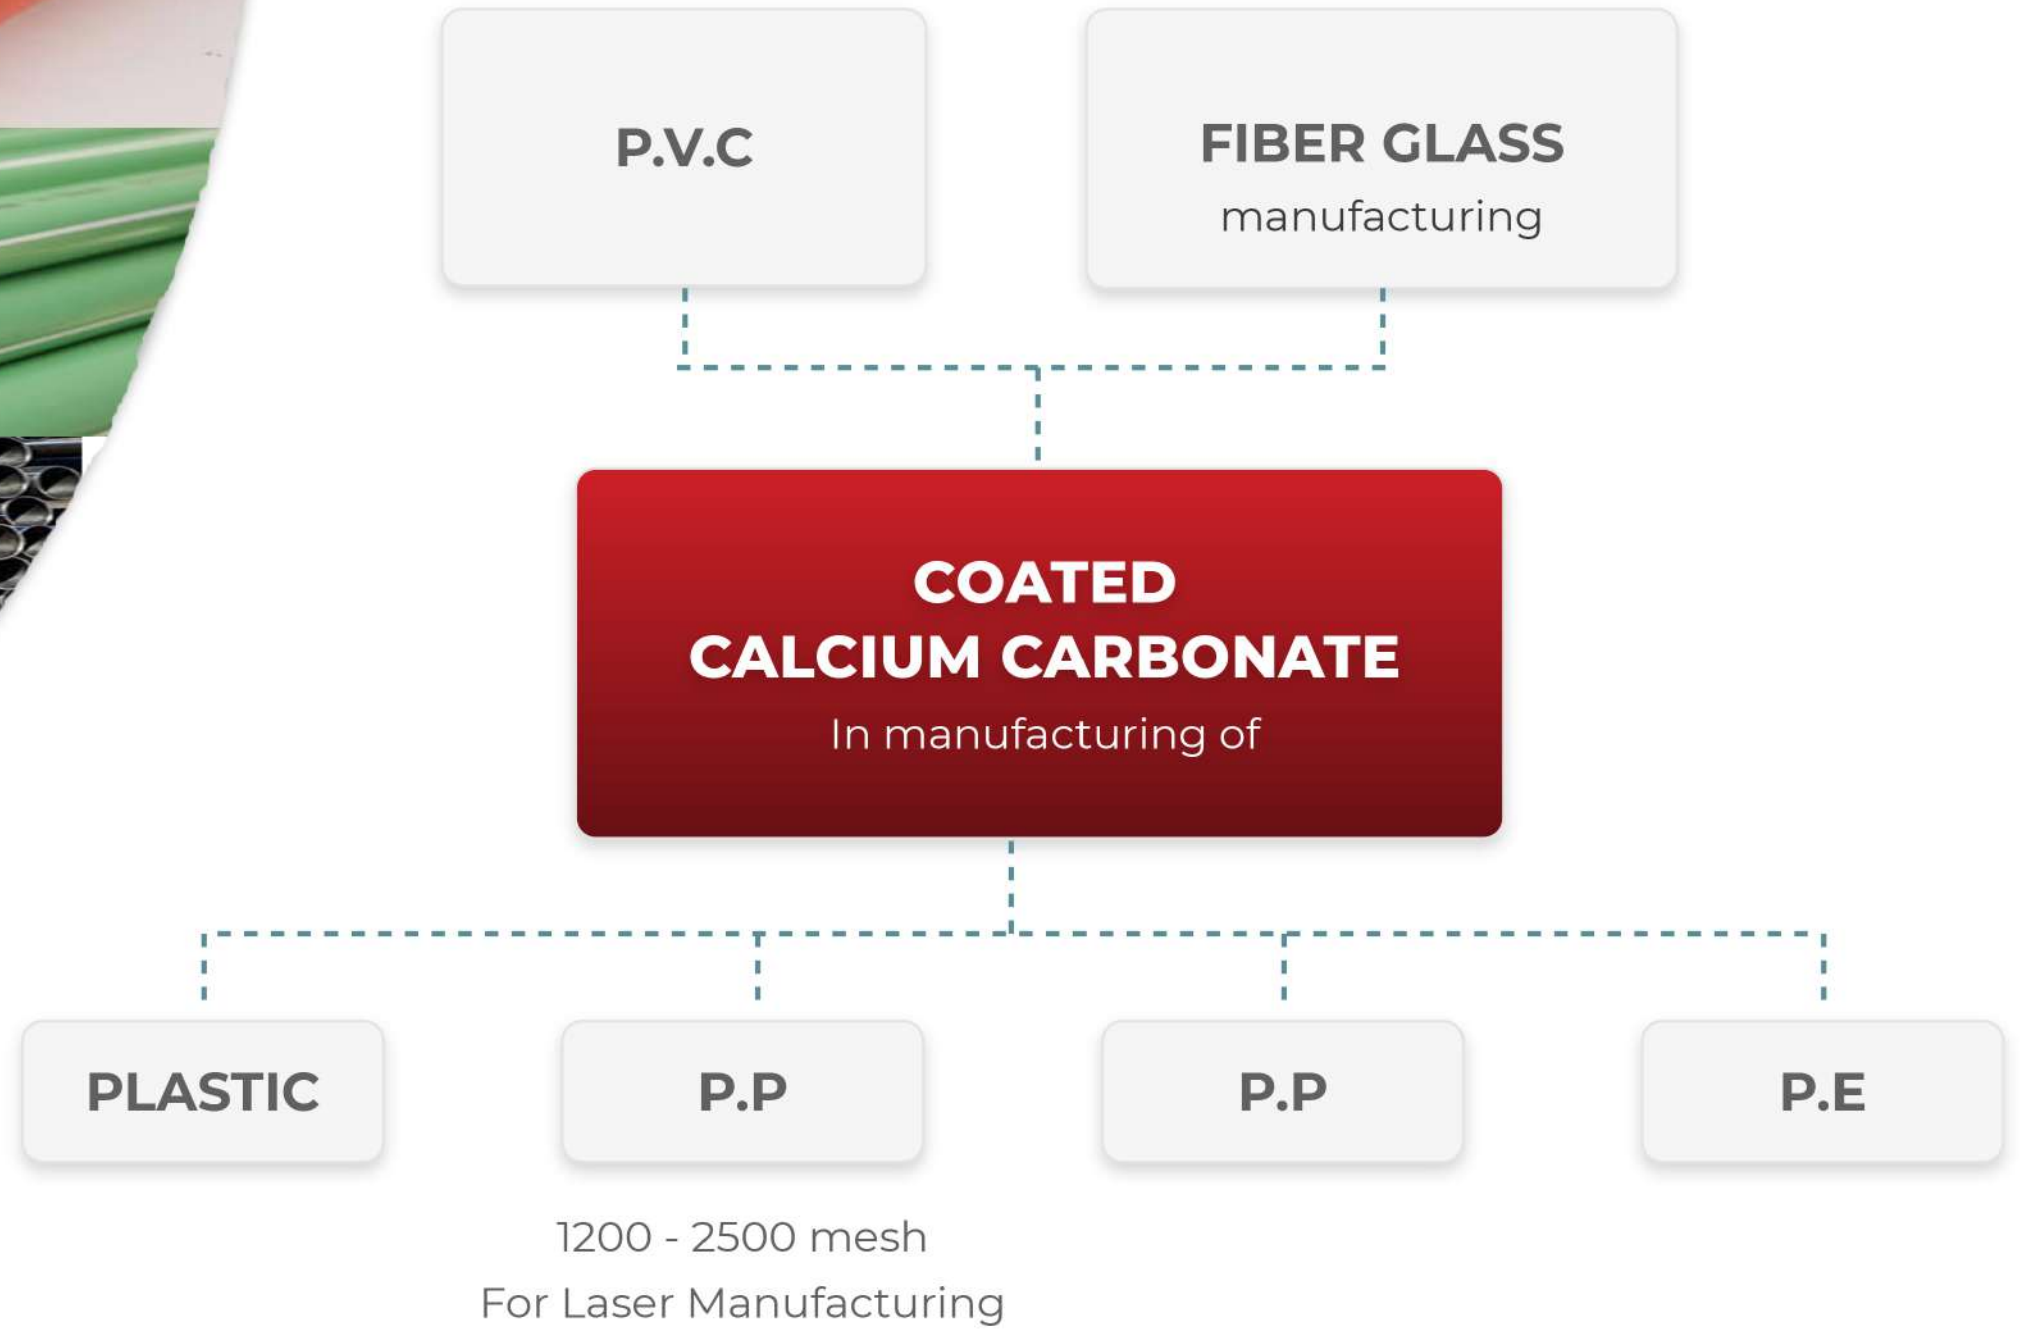 P.V.C
FIBER GLASS
manufacturing
COATED
CALCIUM CARBONATE
In manufacturing of
PLASTIC
P.P
P.P
P.E
1200 - 2500 mesh
For Laser Manufacturing